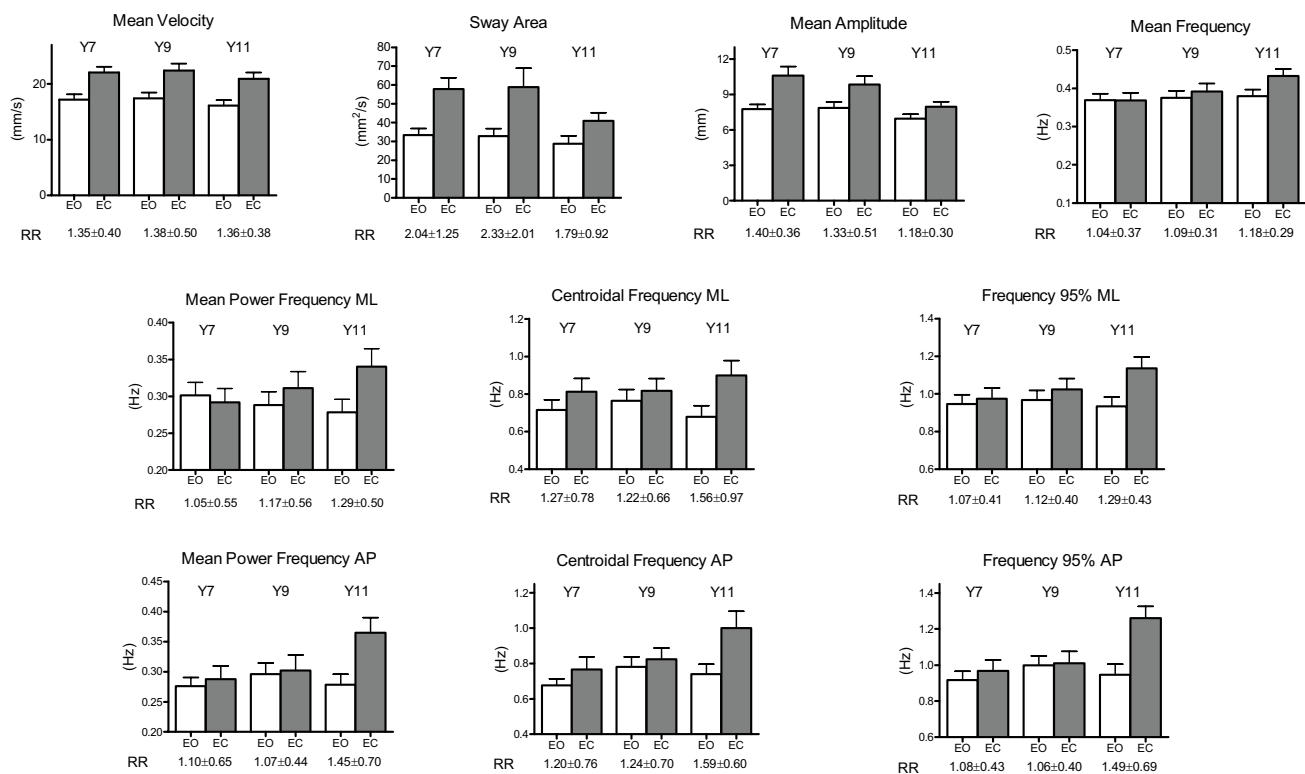 Mean Velocity
Y7 Y9 Y11
(mm/s)
20
10
0
EO EC EO EC EO EC
RR 1.35±0.40 1.38±0.50 1.36±0.38
Sway Area
Y7 Y9 Y11
(mm²/s)
80
70
60
50
40
30
20
10
0
EO EC EO EC EO EC
2.04±1.25 2.33±2.01 1.79±0.92
Mean Amplitude
Y7 Y9 Y11
(mm)
12
9
6
3
0
EO EC EO EC EO EC
RR 1.40±0.36 1.33±0.51 1.18±0.30
Mean Frequency
Y7 Y9 Y11
(Hz)
0.5
0.4
0.3
0.2
0.1
EO EC EO EC EO EC
RR 1.04±0.37 1.09±0.31 1.18±0.29
Mean Power Frequency ML
Y7 Y9 Y11
(Hz)
0.40
0.35
0.30
0.25
0.20
EO EC EO EC EO EC
RR 1.05±0.55 1.17±0.56 1.29±0.50
Centroidal Frequency ML
Y7 Y9 Y11
(Hz)
1.2
1.0
0.8
0.6
0.4
EO EC EO EC EO EC
RR 1.27±0.78 1.22±0.66 1.56±0.97
Frequency 95% ML
Y7 Y9 Y11
(Hz)
1.4
1.2
1.0
0.8
0.6
EO EC EO EC EO EC
RR 1.07±0.41 1.12±0.40 1.29±0.43
Mean Power Frequency AP
Y7 Y9 Y11
(Hz)
0.45
0.40
0.35
0.30
0.25
0.20
EO EC EO EC EO EC
RR 1.10±0.65 1.07±0.44 1.45±0.70
Centroidal Frequency AP
Y7 Y9 Y11
(Hz)
1.2
1.0
0.8
0.6
0.4
EO EC EO EC EO EC
RR 1.20±0.76 1.24±0.70 1.59±0.60
Frequency 95% AP
Y7 Y9 Y11
(Hz)
1.4
1.2
1.0
0.8
0.6
EO EC EO EC EO EC
RR 1.08±0.43 1.06±0.40 1.49±0.69